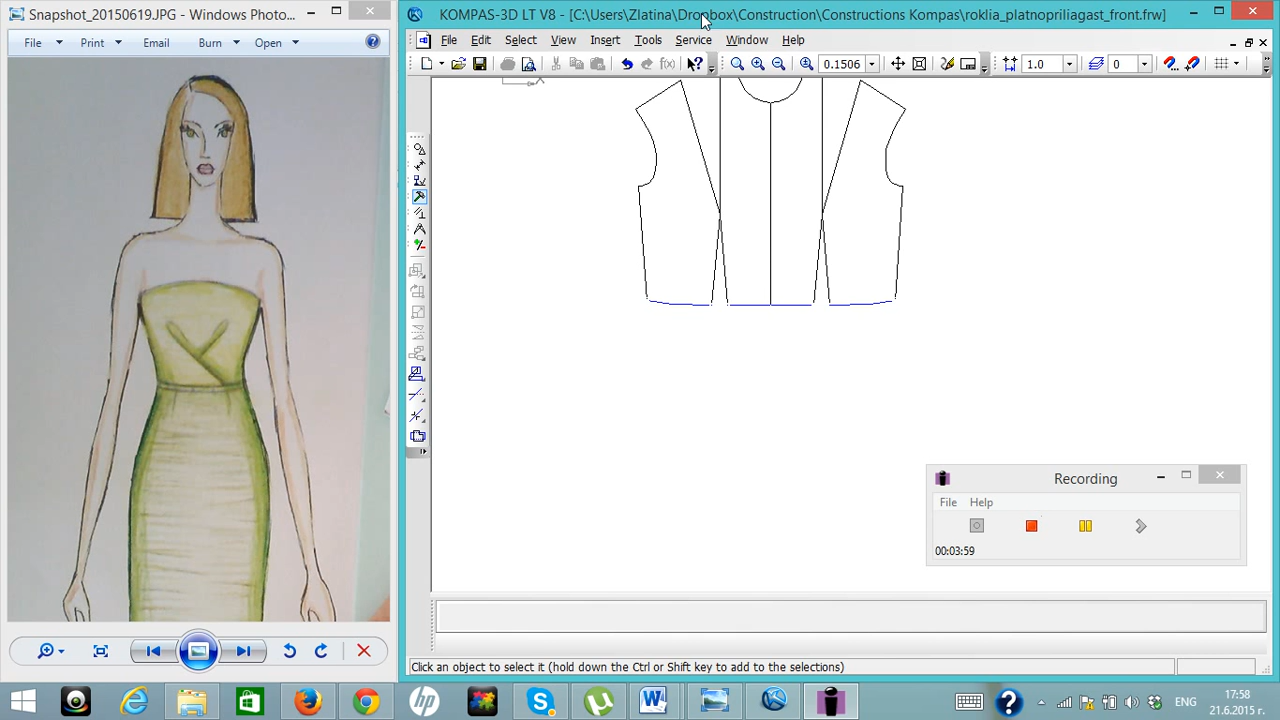 Snapshot_20150619.JPG - Windows Photo...
File Print Email Burn Open
KOMPAS-3D LT V8 - [C:\Users\Zlatina\Dropbox\Construction\Constructions Kompas\roklia_platnopriliagast_front.frw]
File Edit Select View Insert Tools Service Window Help
0.1506 1.0 0
f(x)
X
Recording
File Help
00:03:59
Click an object to select it (hold down the Ctrl or Shift key to add to the selections)
hp
ЕНГ
17:58
21.6.2015 г.